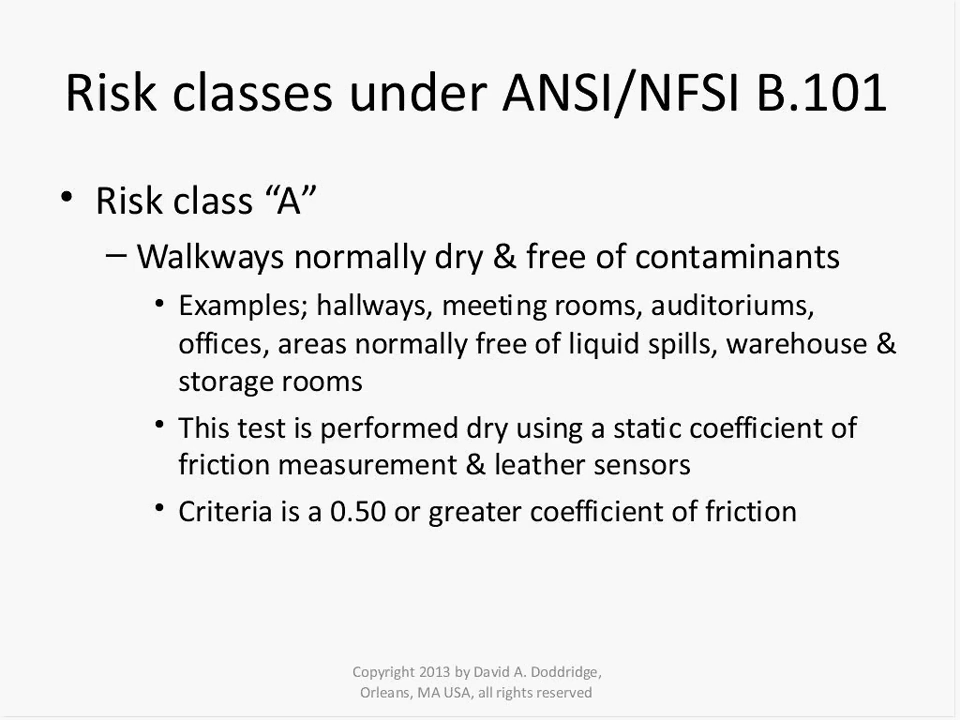 Risk classes under ANSI/NFSI B.101
• Risk class “A”
– Walkways normally dry & free of contaminants
• Examples; hallways, meeting rooms, auditoriums,
offices, areas normally free of liquid spills, warehouse &
storage rooms
• This test is performed dry using a static coefficient of
friction measurement & leather sensors
• Criteria is a 0.50 or greater coefficient of friction
Copyright 2013 by David A. Doddridge,
Orleans, MA USA, all rights reserved